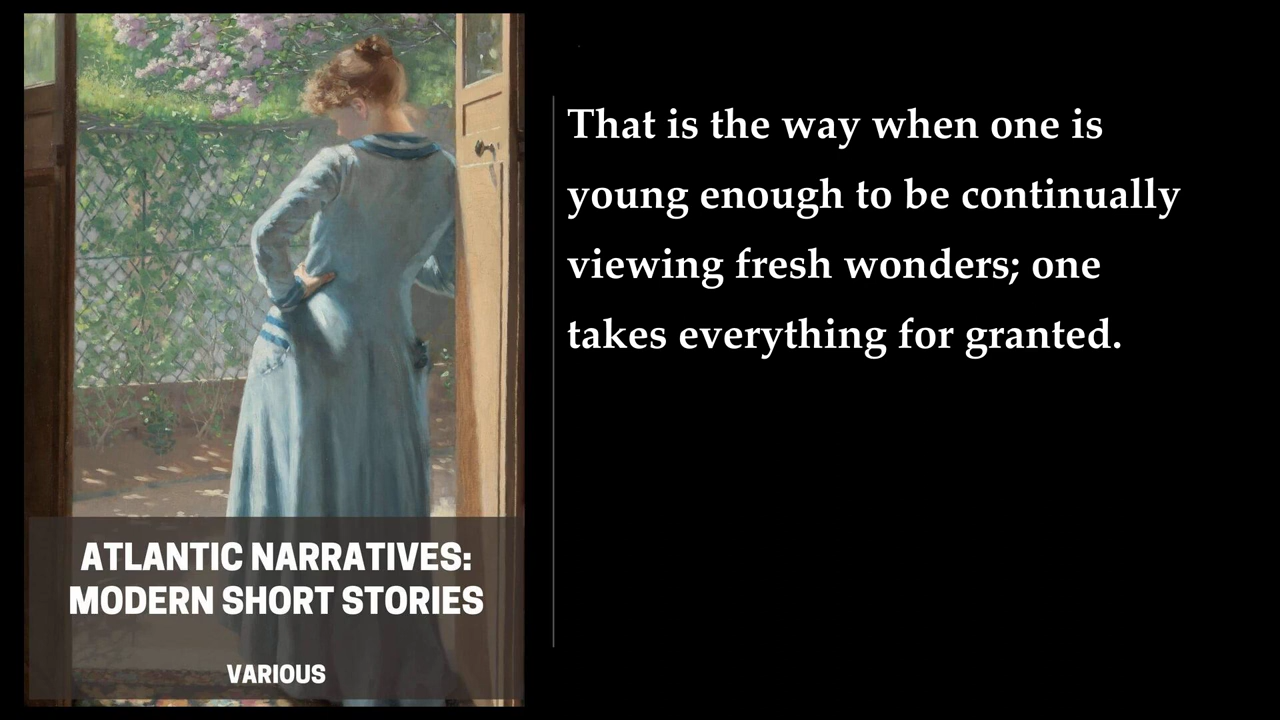 That is the way when one is
young enough to be continually
viewing fresh wonders; one
takes everything for granted.
ATLANTIC NARRATIVES:
MODERN SHORT STORIES
VARIOUS